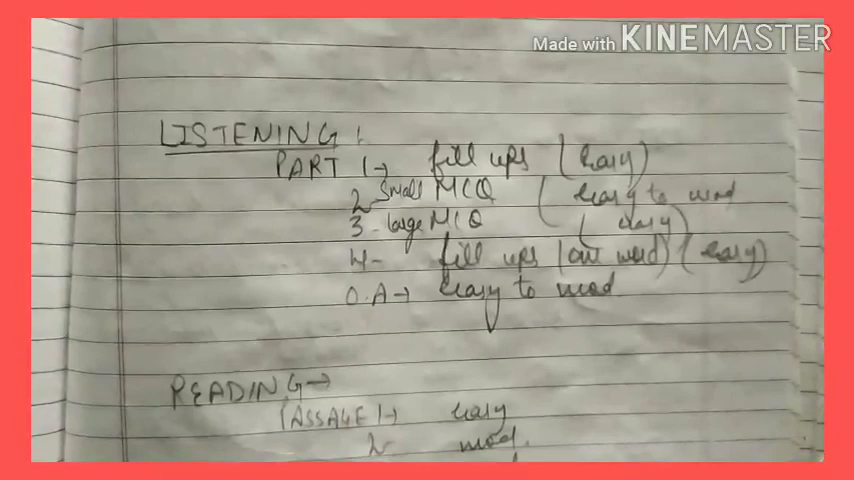 Made with KINEMASTER
LISTENING :
PART 1→ fill ups (easy)
2 Small MCQ (easy to mod
3 - large MCQ (easy)
4 - fill ups (one word) (easy)
O.A → easy to mod
READING →
PASSAGE 1→ easy
2 mod.